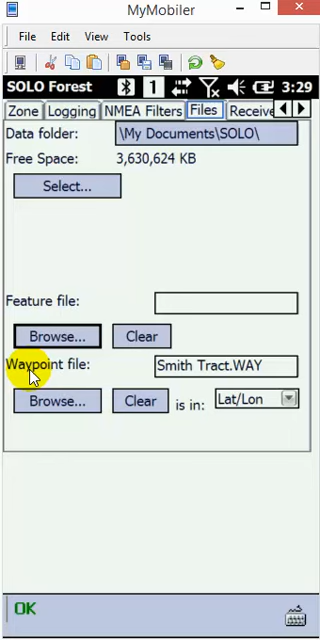 MyMobiler
File Edit View Tools
SOLO Forest 1 3:29
Zone Logging NMEA Filters Files Receive
Data folder: \My Documents\SOLO\
Free Space: 3,630,624 KB
Select...
Feature file:
Browse... Clear
Waypoint file: Smith Tract.WAY
Browse... Clear is in: Lat/Lon
OK